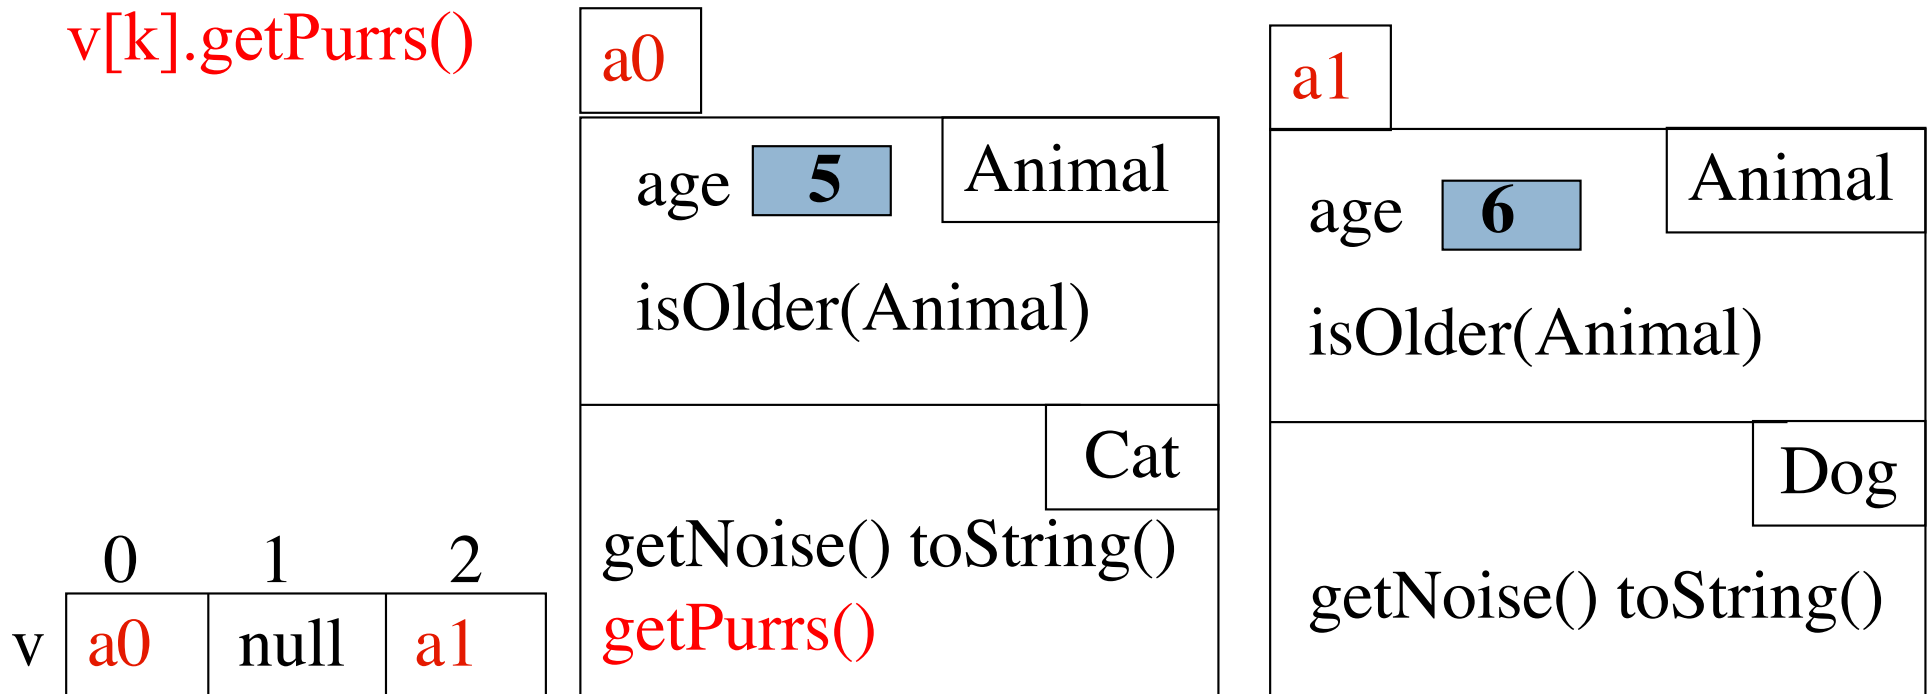 v[k].getPurrs()
a0
age 5 Animal
isOlder(Animal)
Cat
getNoise() toString()
getPurrs()
a1
age 6 Animal
isOlder(Animal)
Dog
getNoise() toString()
0 1 2
v a0 null a1